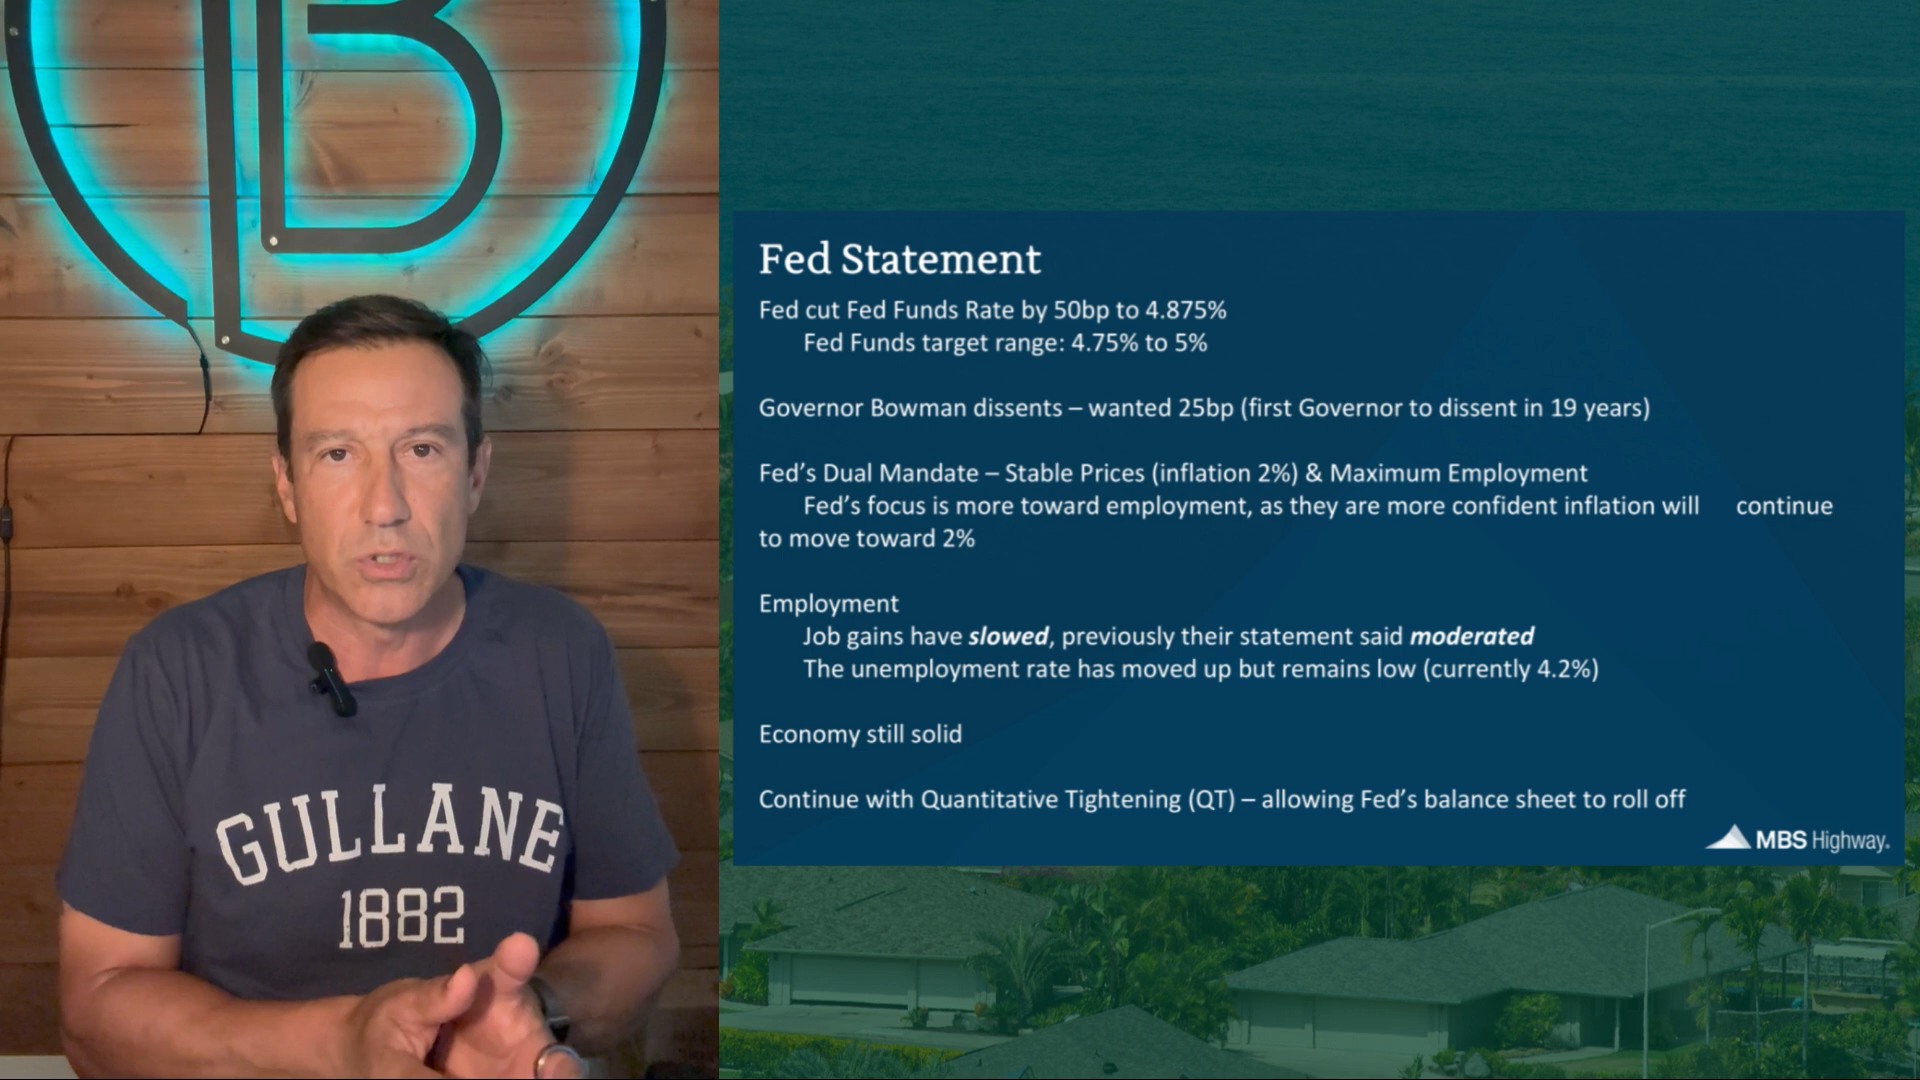 B
GULLANE
1882
Fed Statement
Fed cut Fed Funds Rate by 50bp to 4.875%
Fed Funds target range: 4.75% to 5%
Governor Bowman dissents – wanted 25bp (first Governor to dissent in 19 years)
Fed’s Dual Mandate – Stable Prices (inflation 2%) & Maximum Employment
Fed’s focus is more toward employment, as they are more confident inflation will continue
to move toward 2%
Employment
Job gains have slowed, previously their statement said moderated
The unemployment rate has moved up but remains low (currently 4.2%)
Economy still solid
Continue with Quantitative Tightening (QT) – allowing Fed’s balance sheet to roll off
MBS Highway.